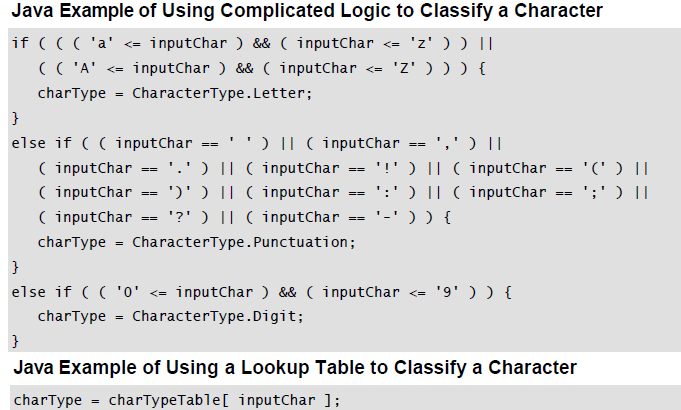 Java Example of Using Complicated Logic to Classify a Character
if ( ( ( 'a' <= inputChar ) && ( inputChar <= 'z' ) ) ||
( ( 'A' <= inputChar ) && ( inputChar <= 'Z' ) ) ) {
charType = CharacterType.Letter;
}
else if ( ( inputChar == ' ' ) || ( inputChar == ',' ) ||
( inputChar == '.' ) || ( inputChar == '!' ) || ( inputChar == '(' ) ||
( inputChar == ')' ) || ( inputChar == ':' ) || ( inputChar == ';' ) ||
( inputChar == '?' ) || ( inputChar == '-' ) ) {
charType = CharacterType.Punctuation;
}
else if ( ( '0' <= inputChar ) && ( inputChar <= '9' ) ) {
charType = CharacterType.Digit;
}
Java Example of Using a Lookup Table to Classify a Character
charType = charTypeTable[ inputChar ];